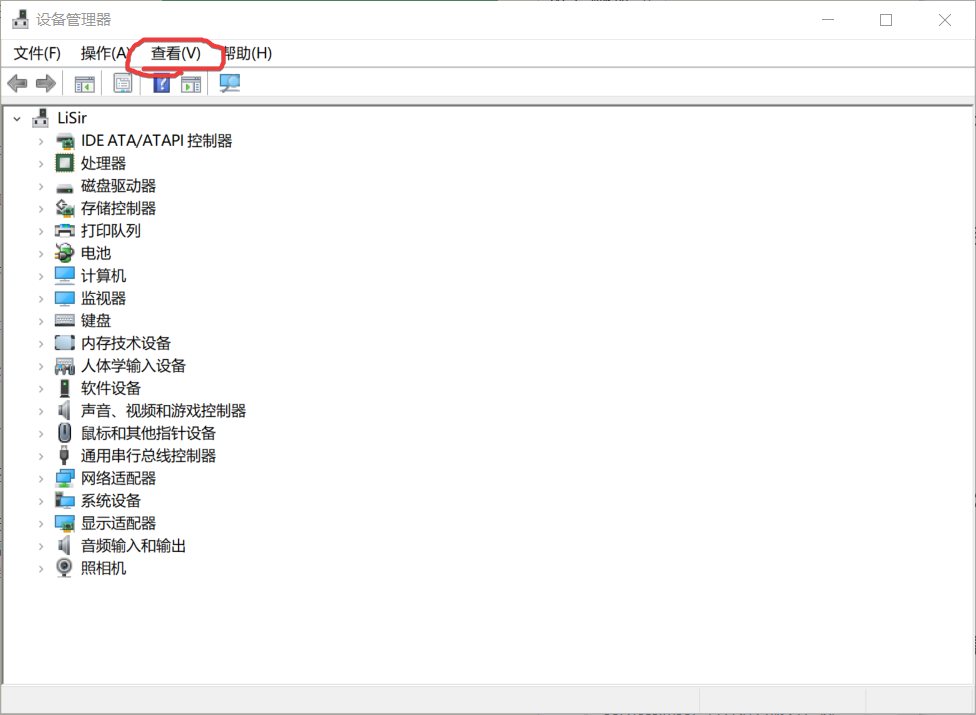 设备管理器
文件(F) 操作(A) 查看(V) 帮助(H)
LiSir
IDE ATA/ATAPI 控制器
处理器
磁盘驱动器
存储控制器
打印队列
电池
计算机
监视器
键盘
内存技术设备
人体学输入设备
软件设备
声音、视频和游戏控制器
鼠标和其他指针设备
通用串行总线控制器
网络适配器
系统设备
显示适配器
音频输入和输出
照相机